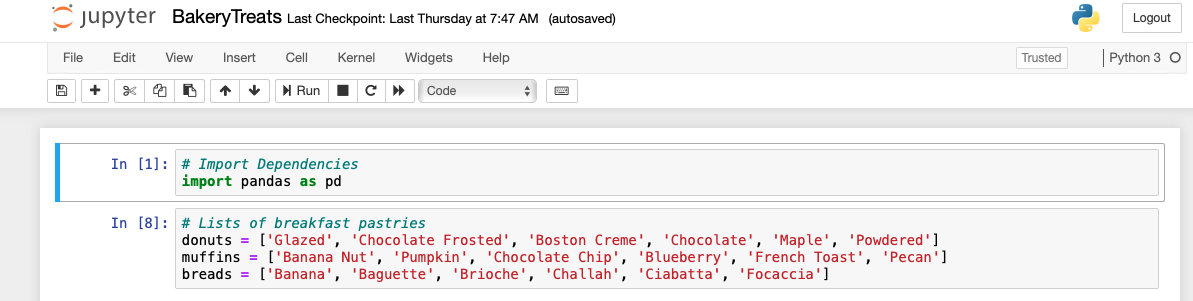 jupyter BakeryTreats Last Checkpoint: Last Thursday at 7:47 AM (autosaved) Logout
File Edit View Insert Cell Kernel Widgets Help Trusted Python 3
Run Code
In [1]: # Import Dependencies
import pandas as pd
In [8]: # Lists of breakfast pastries
donuts = ['Glazed', 'Chocolate Frosted', 'Boston Creme', 'Chocolate', 'Maple', 'Powdered']
muffins = ['Banana Nut', 'Pumpkin', 'Chocolate Chip', 'Blueberry', 'French Toast', 'Pecan']
breads = ['Banana', 'Baguette', 'Brioche', 'Challah', 'Ciabatta', 'Focaccia']